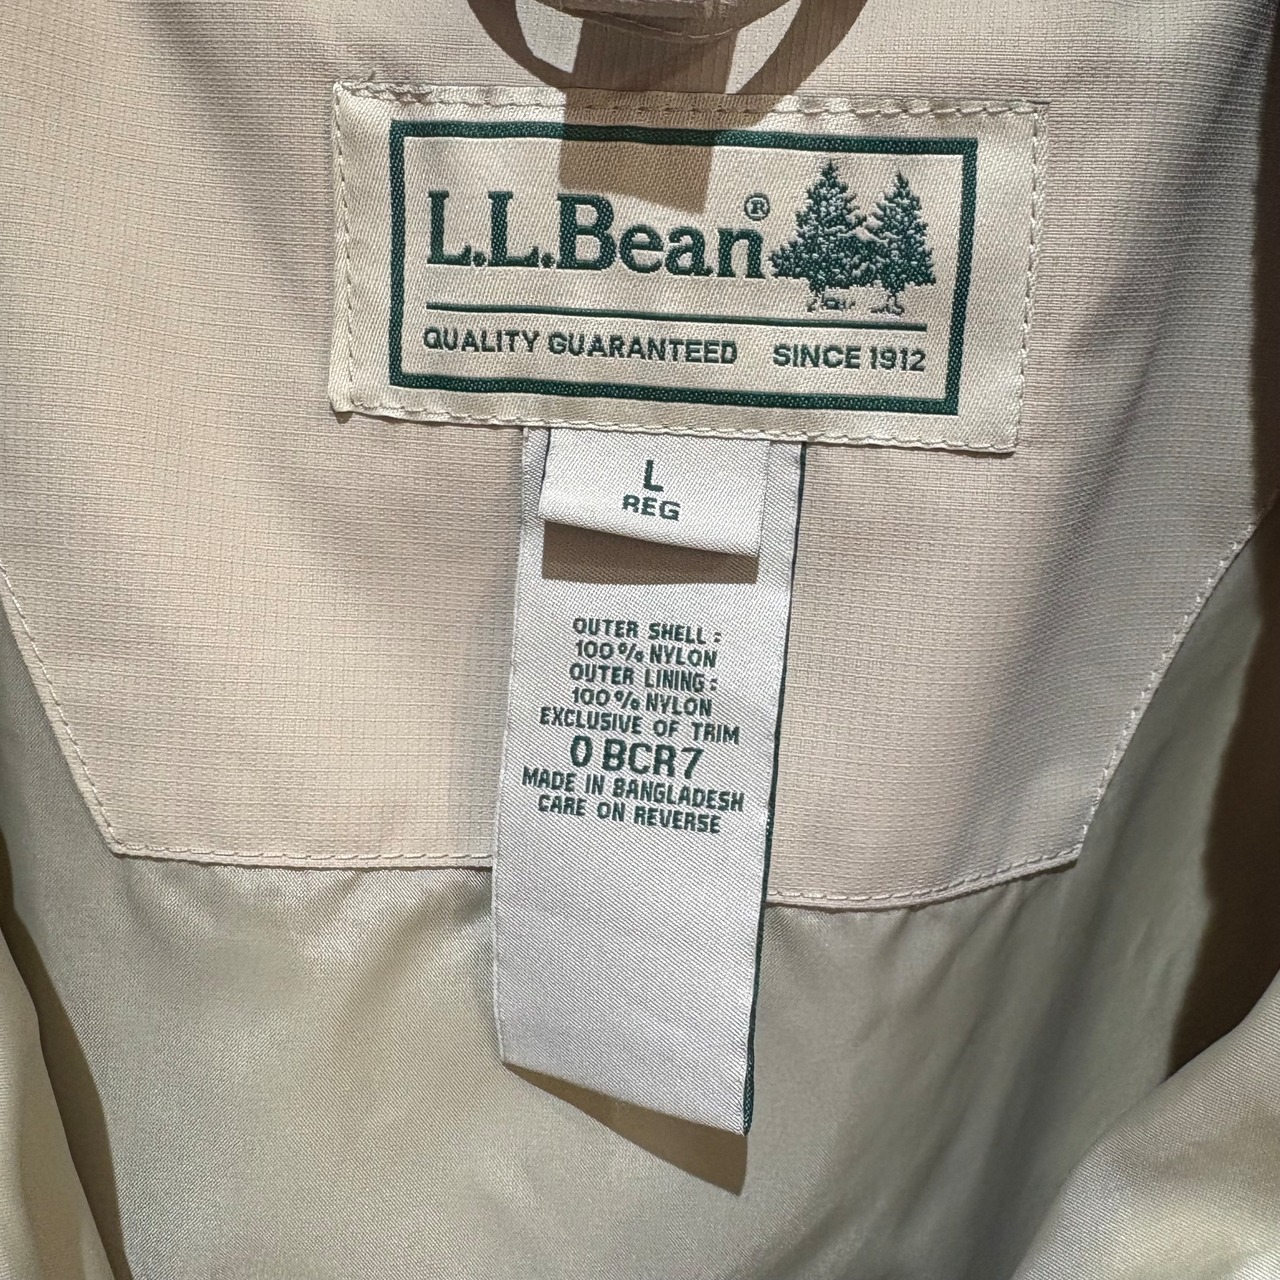 L.L.Bean®
QUALITY GUARANTEED SINCE 1912
L
REG
OUTER SHELL:
100% NYLON
OUTER LINING:
100% NYLON
EXCLUSIVE OF TRIM
0 BCR7
MADE IN BANGLADESH
CARE ON REVERSE